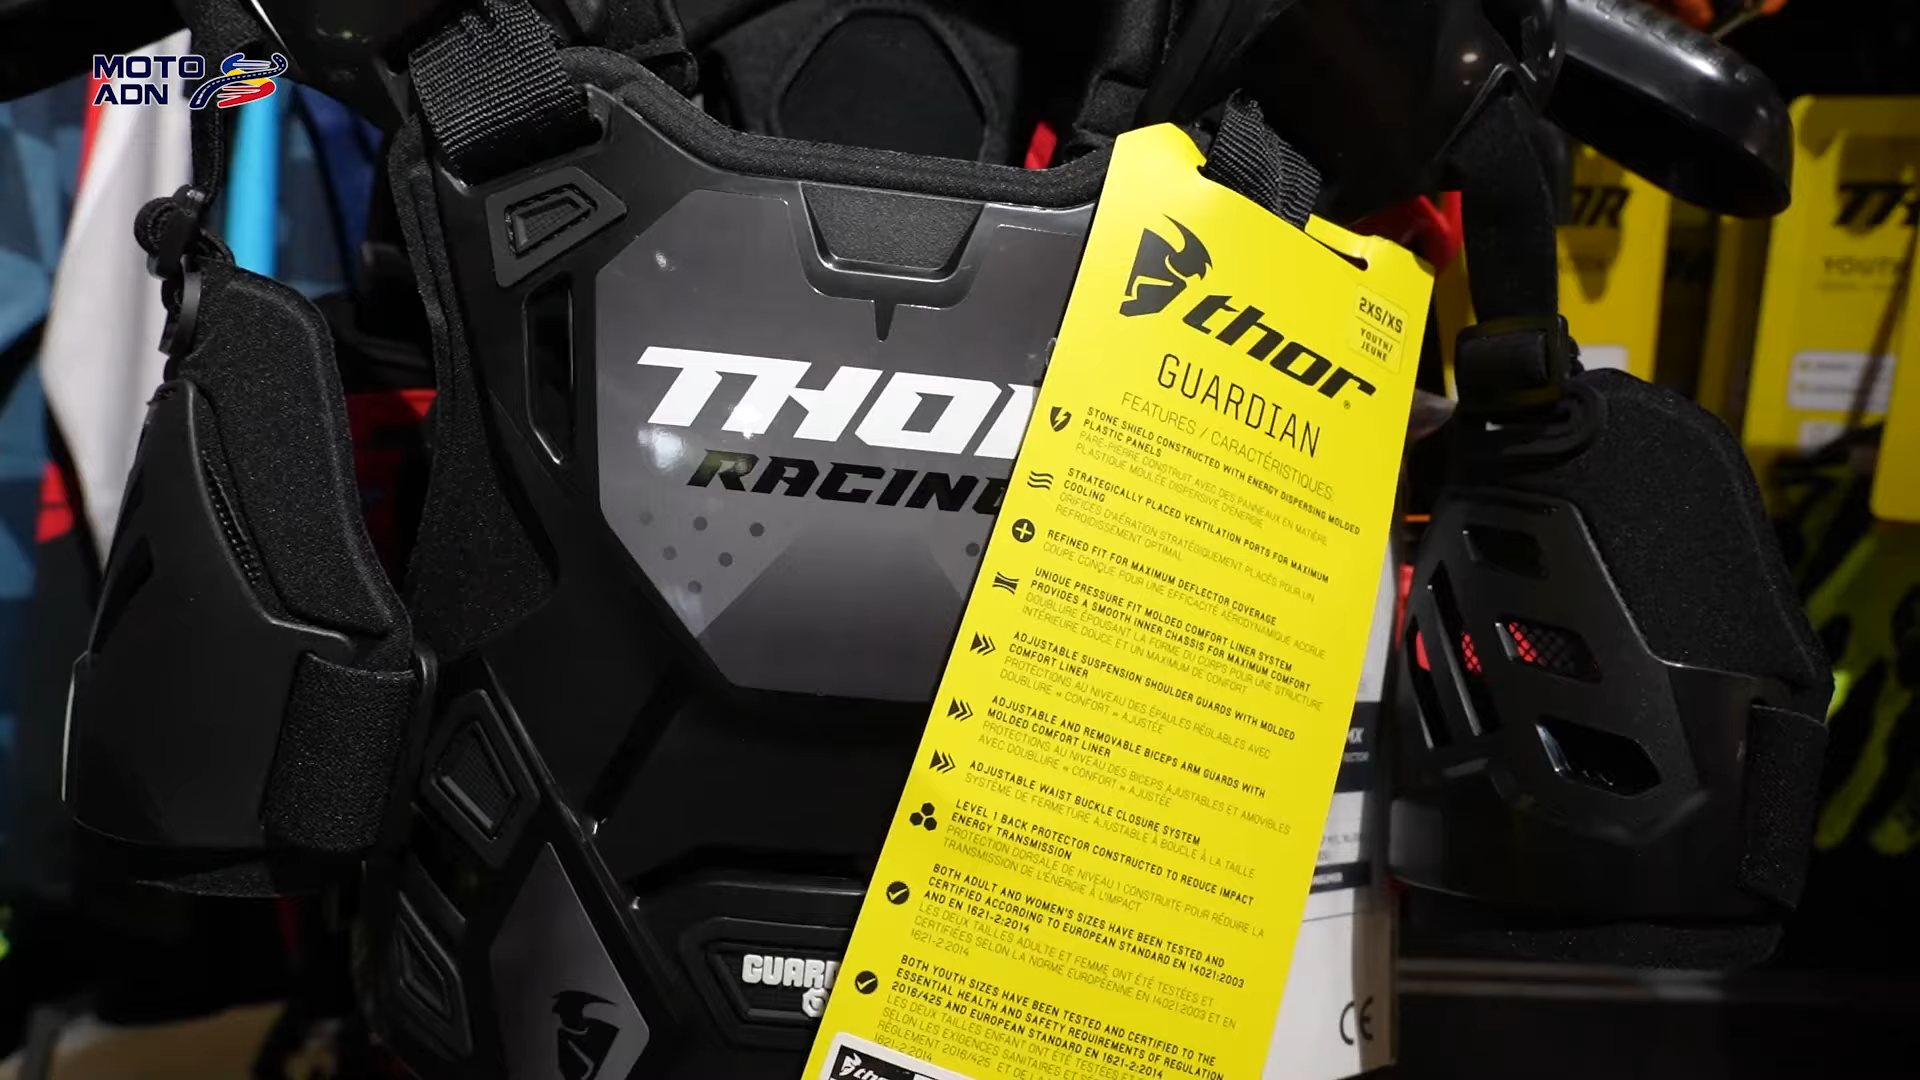 MOTO
ADN
THOR
YOUTH
THOR
RACING
GUARD
thor
2XS/XS
YOUTH/
JEUNE
GUARDIAN
FEATURES / CARACTÉRISTIQUES:
STONE SHIELD CONSTRUCTED WITH ENERGY DISPERSING MOLDED
PLASTIC PANELS
PARE-PIERRE CONSTRUIT AVEC DES PANNEAUX EN MATIÈRE
PLASTIQUE MOULÉE DISPERSIVE D'ÉNERGIE
STRATEGICALLY PLACED VENTILATION PORTS FOR MAXIMUM
COOLING
ORIFICES D'AÉRATION STRATÉGIQUEMENT PLACÉS POUR UN
REFROIDISSEMENT OPTIMAL
REFINED FIT FOR MAXIMUM DEFLECTOR COVERAGE
COUPE CONÇUE POUR UNE EFFICACITÉ AÉRODYNAMIQUE ACCRUE
UNIQUE PRESSURE FIT MOLDED COMFORT LINER SYSTEM
PROVIDES A SMOOTH INNER CHASSIS FOR MAXIMUM COMFORT
DOUBLURE ÉPOUSANT LA FORME DU CORPS POUR UNE STRUCTURE
INTÉRIEURE DOUCE ET UN MAXIMUM DE CONFORT
ADJUSTABLE SUSPENSION SHOULDER GUARDS WITH MOLDED
COMFORT LINER
PROTECTIONS AU NIVEAU DES ÉPAULES RÉGLABLES AVEC
DOUBLURE « CONFORT » AJUSTÉE
ADJUSTABLE AND REMOVABLE BICEPS ARM GUARDS WITH
MOLDED COMFORT LINER
PROTECTIONS AU NIVEAU DES BICEPS AJUSTABLES ET AMOVIBLES
AVEC DOUBLURE « CONFORT » AJUSTÉE
ADJUSTABLE WAIST BUCKLE CLOSURE SYSTEM
SYSTÈME DE FERMETURE AJUSTABLE À BOUCLE À LA TAILLE
LEVEL 1 BACK PROTECTOR CONSTRUCTED TO REDUCE IMPACT
ENERGY TRANSMISSION
PROTECTION DORSALE DE NIVEAU 1 CONSTRUITE POUR RÉDUIRE LA
TRANSMISSION DE L'ÉNERGIE À L'IMPACT
BOTH ADULT AND WOMEN'S SIZES HAVE BEEN TESTED AND
CERTIFIED ACCORDING TO EUROPEAN STANDARD EN 14021:2003
AND EN 1621-2:2014
LES DEUX TAILLES ADULTE ET FEMME ONT ÉTÉ TESTÉES ET
CERTIFIÉES SELON LA NORME EUROPÉENNE EN 14021:2003 ET EN
1621-2:2014
BOTH YOUTH SIZES HAVE BEEN TESTED AND CERTIFIED TO THE
ESSENTIAL HEALTH AND SAFETY REQUIREMENTS OF REGULATION
2016/425 AND EUROPEAN STANDARD EN 1621-2:2014
LES DEUX TAILLES ENFANT ONT ÉTÉ TESTÉES ET
SELON LES EXIGENCES SANITAIRES ET
RÈGLEMENT 2016/425 ET DE LA
1621-2:2014
CE